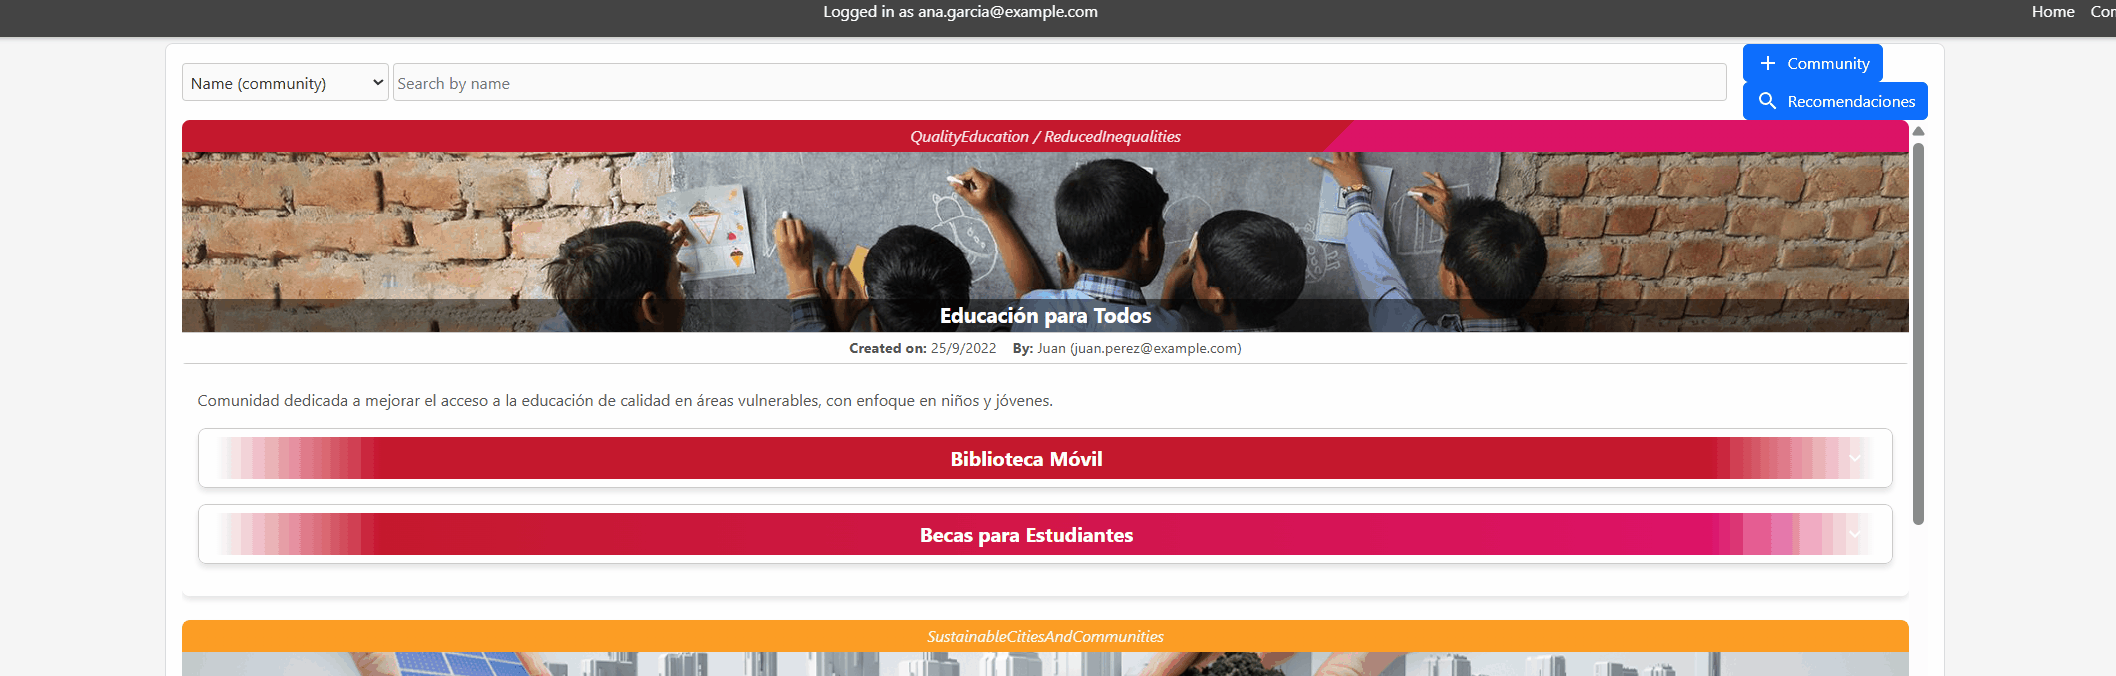 Logged in as ana.garcia@example.com
Home Con
Name (community) Search by name
Community
Recomendaciones
QualityEducation / ReducedInequalities
Educación para Todos
Created on: 25/9/2022 By: Juan (juan.perez@example.com)
Comunidad dedicada a mejorar el acceso a la educación de calidad en áreas vulnerables, con enfoque en niños y jóvenes.
Biblioteca Móvil
Becas para Estudiantes
SustainableCitiesAndCommunities